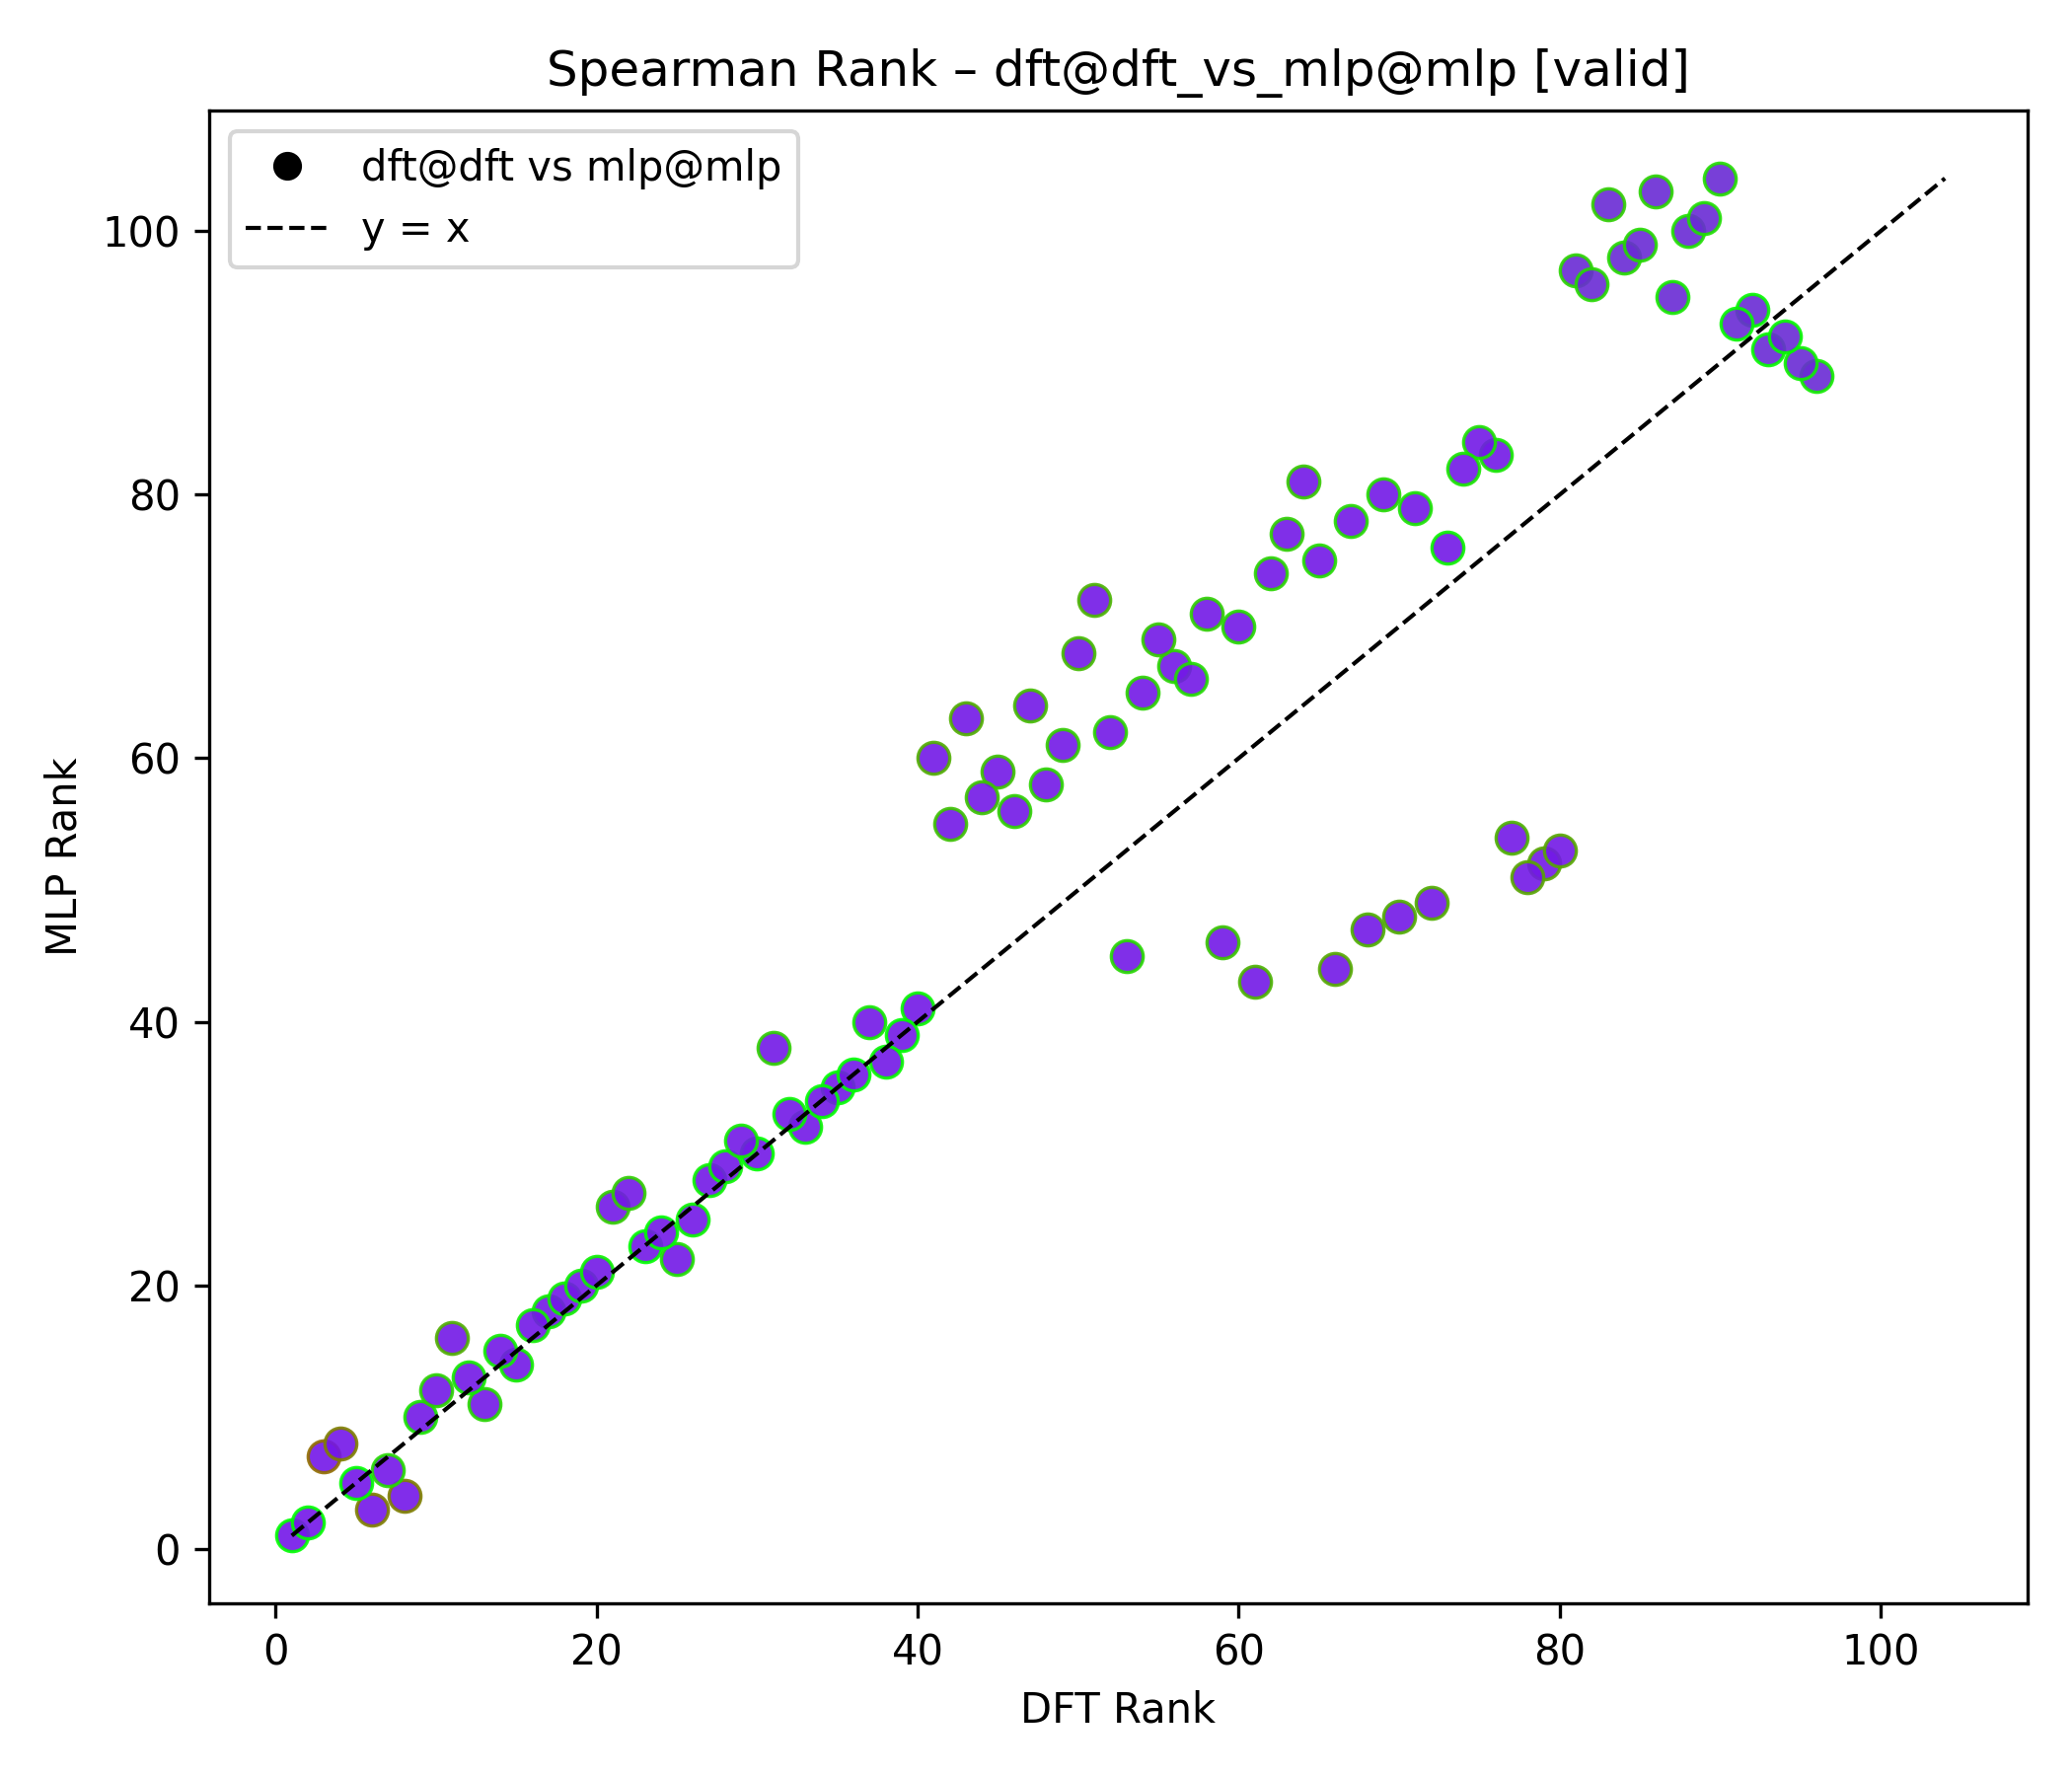 Spearman Rank – dft@dft_vs_mlp@mlp [valid]
dft@dft vs mlp@mlp
y = x
100
80
60
40
20
0
MLP Rank
0 20 40 60 80 100
DFT Rank